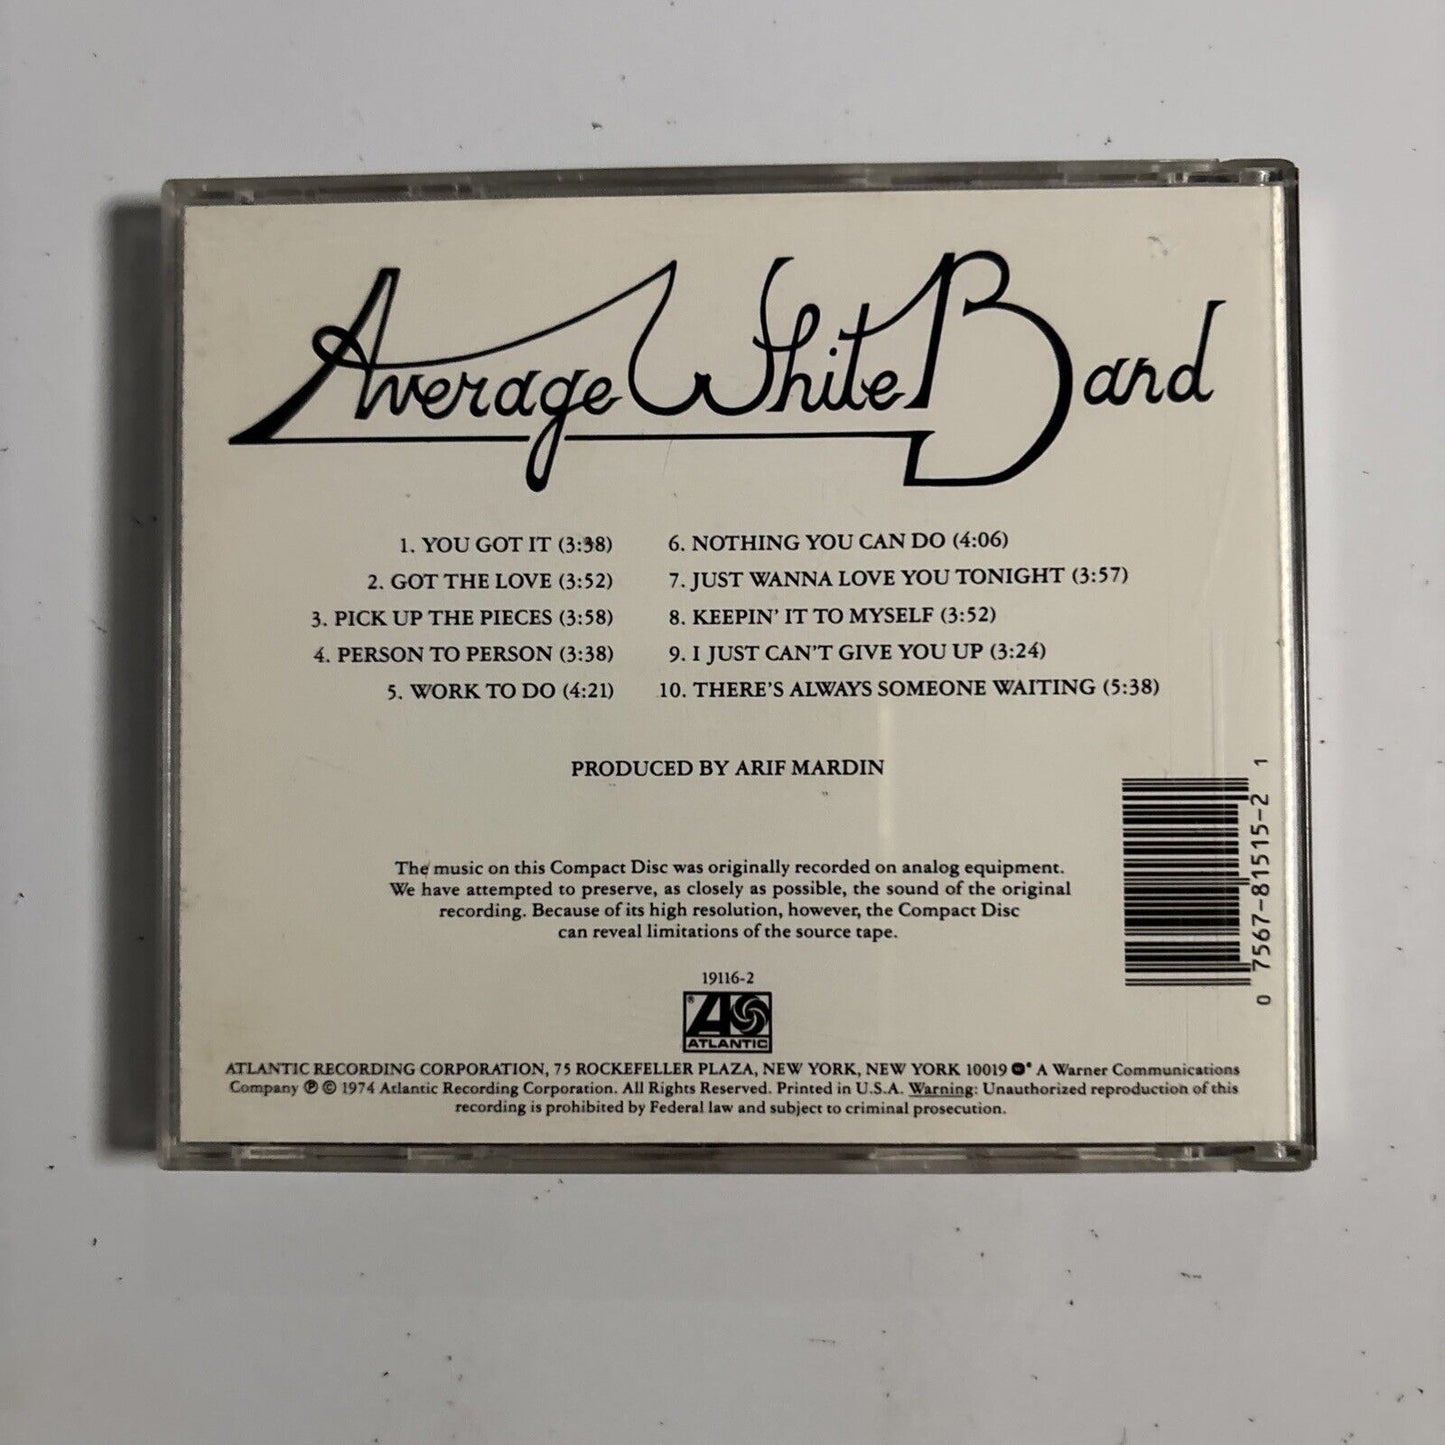 Average White Band
1. YOU GOT IT (3:38)
2. GOT THE LOVE (3:52)
3. PICK UP THE PIECES (3:58)
4. PERSON TO PERSON (3:38)
5. WORK TO DO (4:21)
6. NOTHING YOU CAN DO (4:06)
7. JUST WANNA LOVE YOU TONIGHT (3:57)
8. KEEPIN' IT TO MYSELF (3:52)
9. I JUST CAN'T GIVE YOU UP (3:24)
10. THERE'S ALWAYS SOMEONE WAITING (5:38)
PRODUCED BY ARIF MARDIN
The music on this Compact Disc was originally recorded on analog equipment.
We have attempted to preserve, as closely as possible, the sound of the original
recording. Because of its high resolution, however, the Compact Disc
can reveal limitations of the source tape.
0 7567-81515-2 1
19116-2
® ATLANTIC
ATLANTIC RECORDING CORPORATION, 75 ROCKEFELLER PLAZA, NEW YORK, NEW YORK 10019 A Warner Communications
Company ℗ © 1974 Atlantic Recording Corporation. All Rights Reserved. Printed in U.S.A. Warning: Unauthorized reproduction of this
recording is prohibited by Federal law and subject to criminal prosecution.